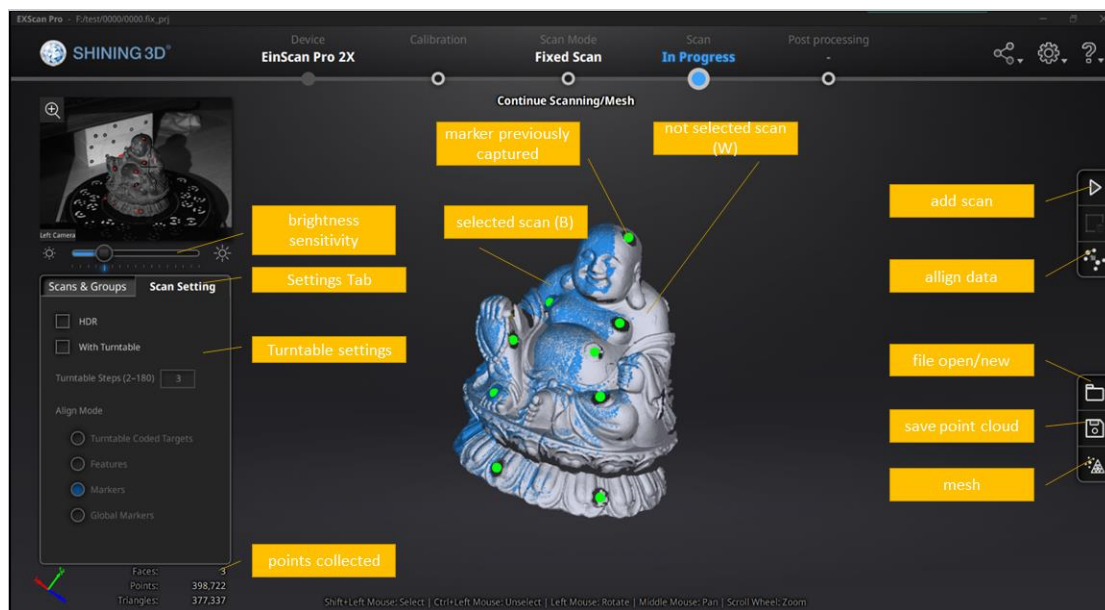 EXScan Pro - F:/test/0000/0000.fix_prj
SHINING 3D®
Device
EinScan Pro 2X
Calibration
Scan Mode
Fixed Scan
Scan
In Progress
Post processing
-
Continue Scanning/Mesh
marker previously
captured
not selected scan
(W)
selected scan (B)
add scan
allign data
file open/new
save point cloud
mesh
Left Camera
brightness
sensitivity
Settings Tab
Scans & Groups
Scan Setting
HDR
With Turntable
Turntable settings
Turntable Steps (2~180)
3
Align Mode
Turntable Coded Targets
Features
Markers
Global Markers
points collected
Faces: 3
Points: 398,722
Triangles: 377,337
Shift+Left Mouse: Select | Ctrl+Left Mouse: Unselect | Left Mouse: Rotate | Middle Mouse: Pan | Scroll Wheel: Zoom